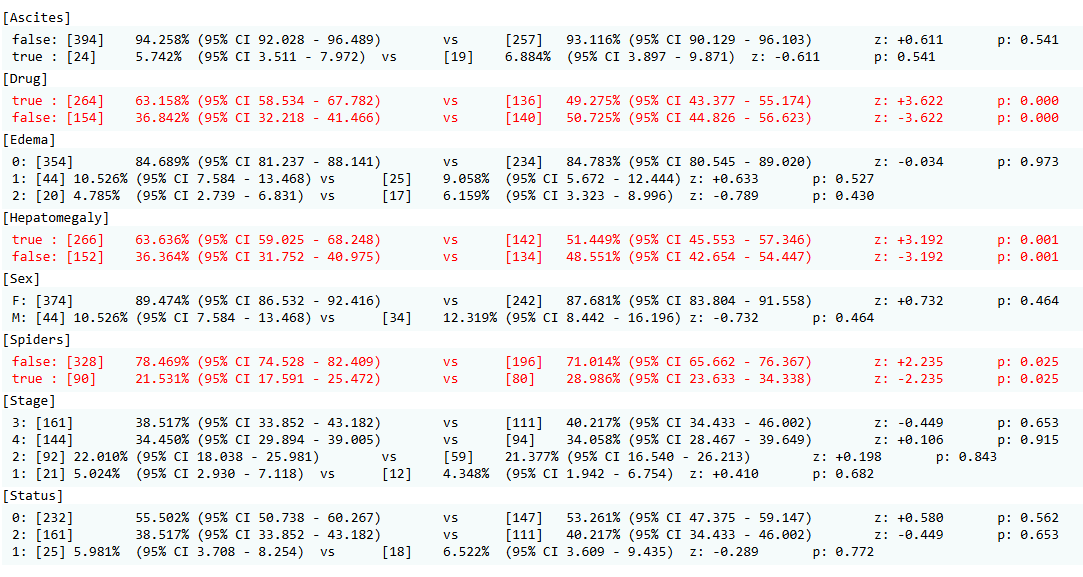 [Ascites]
false: [394] 94.258% (95% CI 92.028 - 96.489) vs [257] 93.116% (95% CI 90.129 - 96.103) z: +0.611 p: 0.541
true : [24] 5.742% (95% CI 3.511 - 7.972) vs [19] 6.884% (95% CI 3.897 - 9.871) z: -0.611 p: 0.541
[Drug]
true : [264] 63.158% (95% CI 58.534 - 67.782) vs [136] 49.275% (95% CI 43.377 - 55.174) z: +3.622 p: 0.000
false: [154] 36.842% (95% CI 32.218 - 41.466) vs [140] 50.725% (95% CI 44.826 - 56.623) z: -3.622 p: 0.000
[Edema]
0: [354] 84.689% (95% CI 81.237 - 88.141) vs [234] 84.783% (95% CI 80.545 - 89.020) z: -0.034 p: 0.973
1: [44] 10.526% (95% CI 7.584 - 13.468) vs [25] 9.058% (95% CI 5.672 - 12.444) z: +0.633 p: 0.527
2: [20] 4.785% (95% CI 2.739 - 6.831) vs [17] 6.159% (95% CI 3.323 - 8.996) z: -0.789 p: 0.430
[Hepatomegaly]
true : [266] 63.636% (95% CI 59.025 - 68.248) vs [142] 51.449% (95% CI 45.553 - 57.346) z: +3.192 p: 0.001
false: [152] 36.364% (95% CI 31.752 - 40.975) vs [134] 48.551% (95% CI 42.654 - 54.447) z: -3.192 p: 0.001
[Sex]
F: [374] 89.474% (95% CI 86.532 - 92.416) vs [242] 87.681% (95% CI 83.804 - 91.558) z: +0.732 p: 0.464
M: [44] 10.526% (95% CI 7.584 - 13.468) vs [34] 12.319% (95% CI 8.442 - 16.196) z: -0.732 p: 0.464
[Spiders]
false: [328] 78.469% (95% CI 74.528 - 82.409) vs [196] 71.014% (95% CI 65.662 - 76.367) z: +2.235 p: 0.025
true : [90] 21.531% (95% CI 17.591 - 25.472) vs [80] 28.986% (95% CI 23.633 - 34.338) z: -2.235 p: 0.025
[Stage]
3: [161] 38.517% (95% CI 33.852 - 43.182) vs [111] 40.217% (95% CI 34.433 - 46.002) z: -0.449 p: 0.653
4: [144] 34.450% (95% CI 29.894 - 39.005) vs [94] 34.058% (95% CI 28.467 - 39.649) z: +0.106 p: 0.915
2: [92] 22.010% (95% CI 18.038 - 25.981) vs [59] 21.377% (95% CI 16.540 - 26.213) z: +0.198 p: 0.843
1: [21] 5.024% (95% CI 2.930 - 7.118) vs [12] 4.348% (95% CI 1.942 - 6.754) z: +0.410 p: 0.682
[Status]
0: [232] 55.502% (95% CI 50.738 - 60.267) vs [147] 53.261% (95% CI 47.375 - 59.147) z: +0.580 p: 0.562
2: [161] 38.517% (95% CI 33.852 - 43.182) vs [111] 40.217% (95% CI 34.433 - 46.002) z: -0.449 p: 0.653
1: [25] 5.981% (95% CI 3.708 - 8.254) vs [18] 6.522% (95% CI 3.609 - 9.435) z: -0.289 p: 0.772